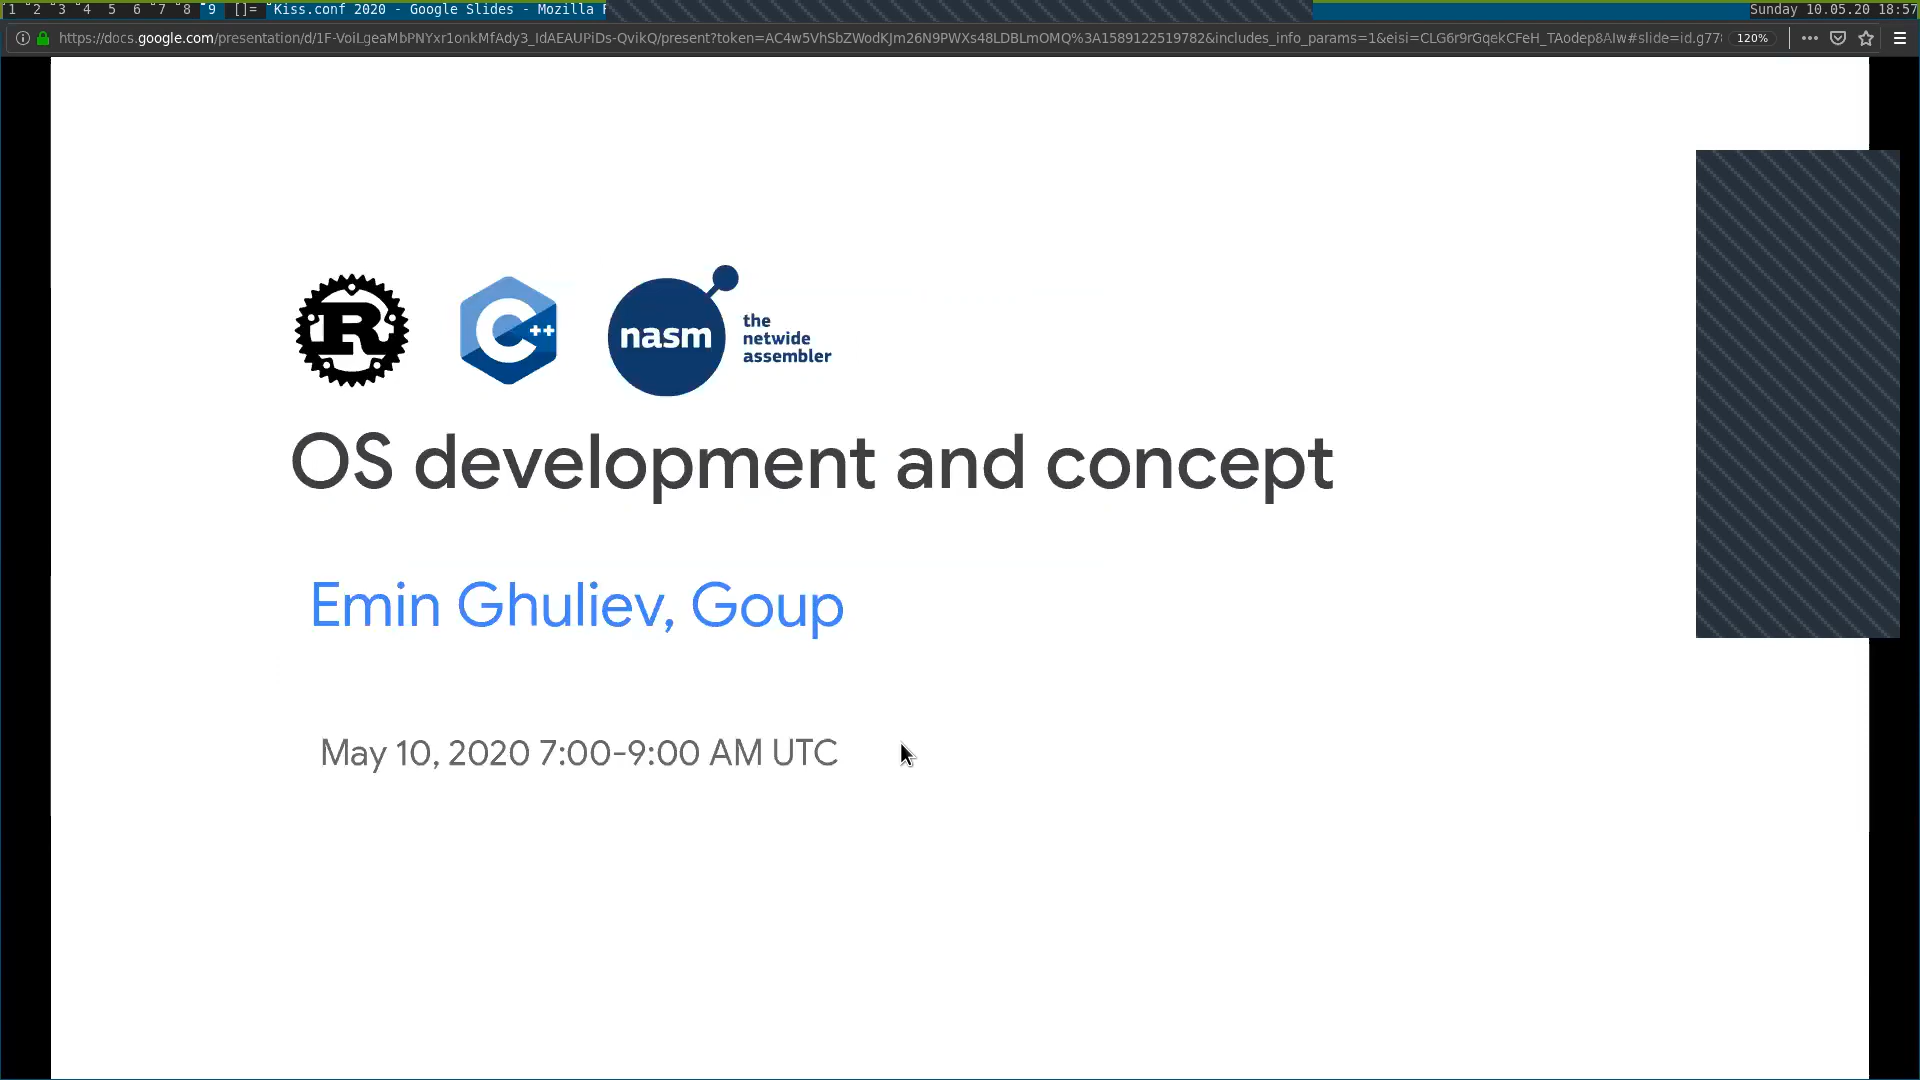 1 2 3 4 5 6 7 8 9 []= Kiss.conf 2020 - Google Slides - Mozilla F
Sunday 10.05.20 18:57
https://docs.google.com/presentation/d/1F-VoiLgeaMbPNYxr1onkMfAdy3_IdAEAUPiDs-QvikQ/present?token=AC4w5VhSbZWodKJm26N9PWXs48LDBLmOMQ%3A1589122519782&includes_info_params=1&eisi=CLG6r9rGqekCFeH_TAodep8AIw#slide=id.g77
120%
R
C++
nasm
the
netwide
assembler
OS development and concept
Emin Ghuliev, Goup
May 10, 2020 7:00-9:00 AM UTC